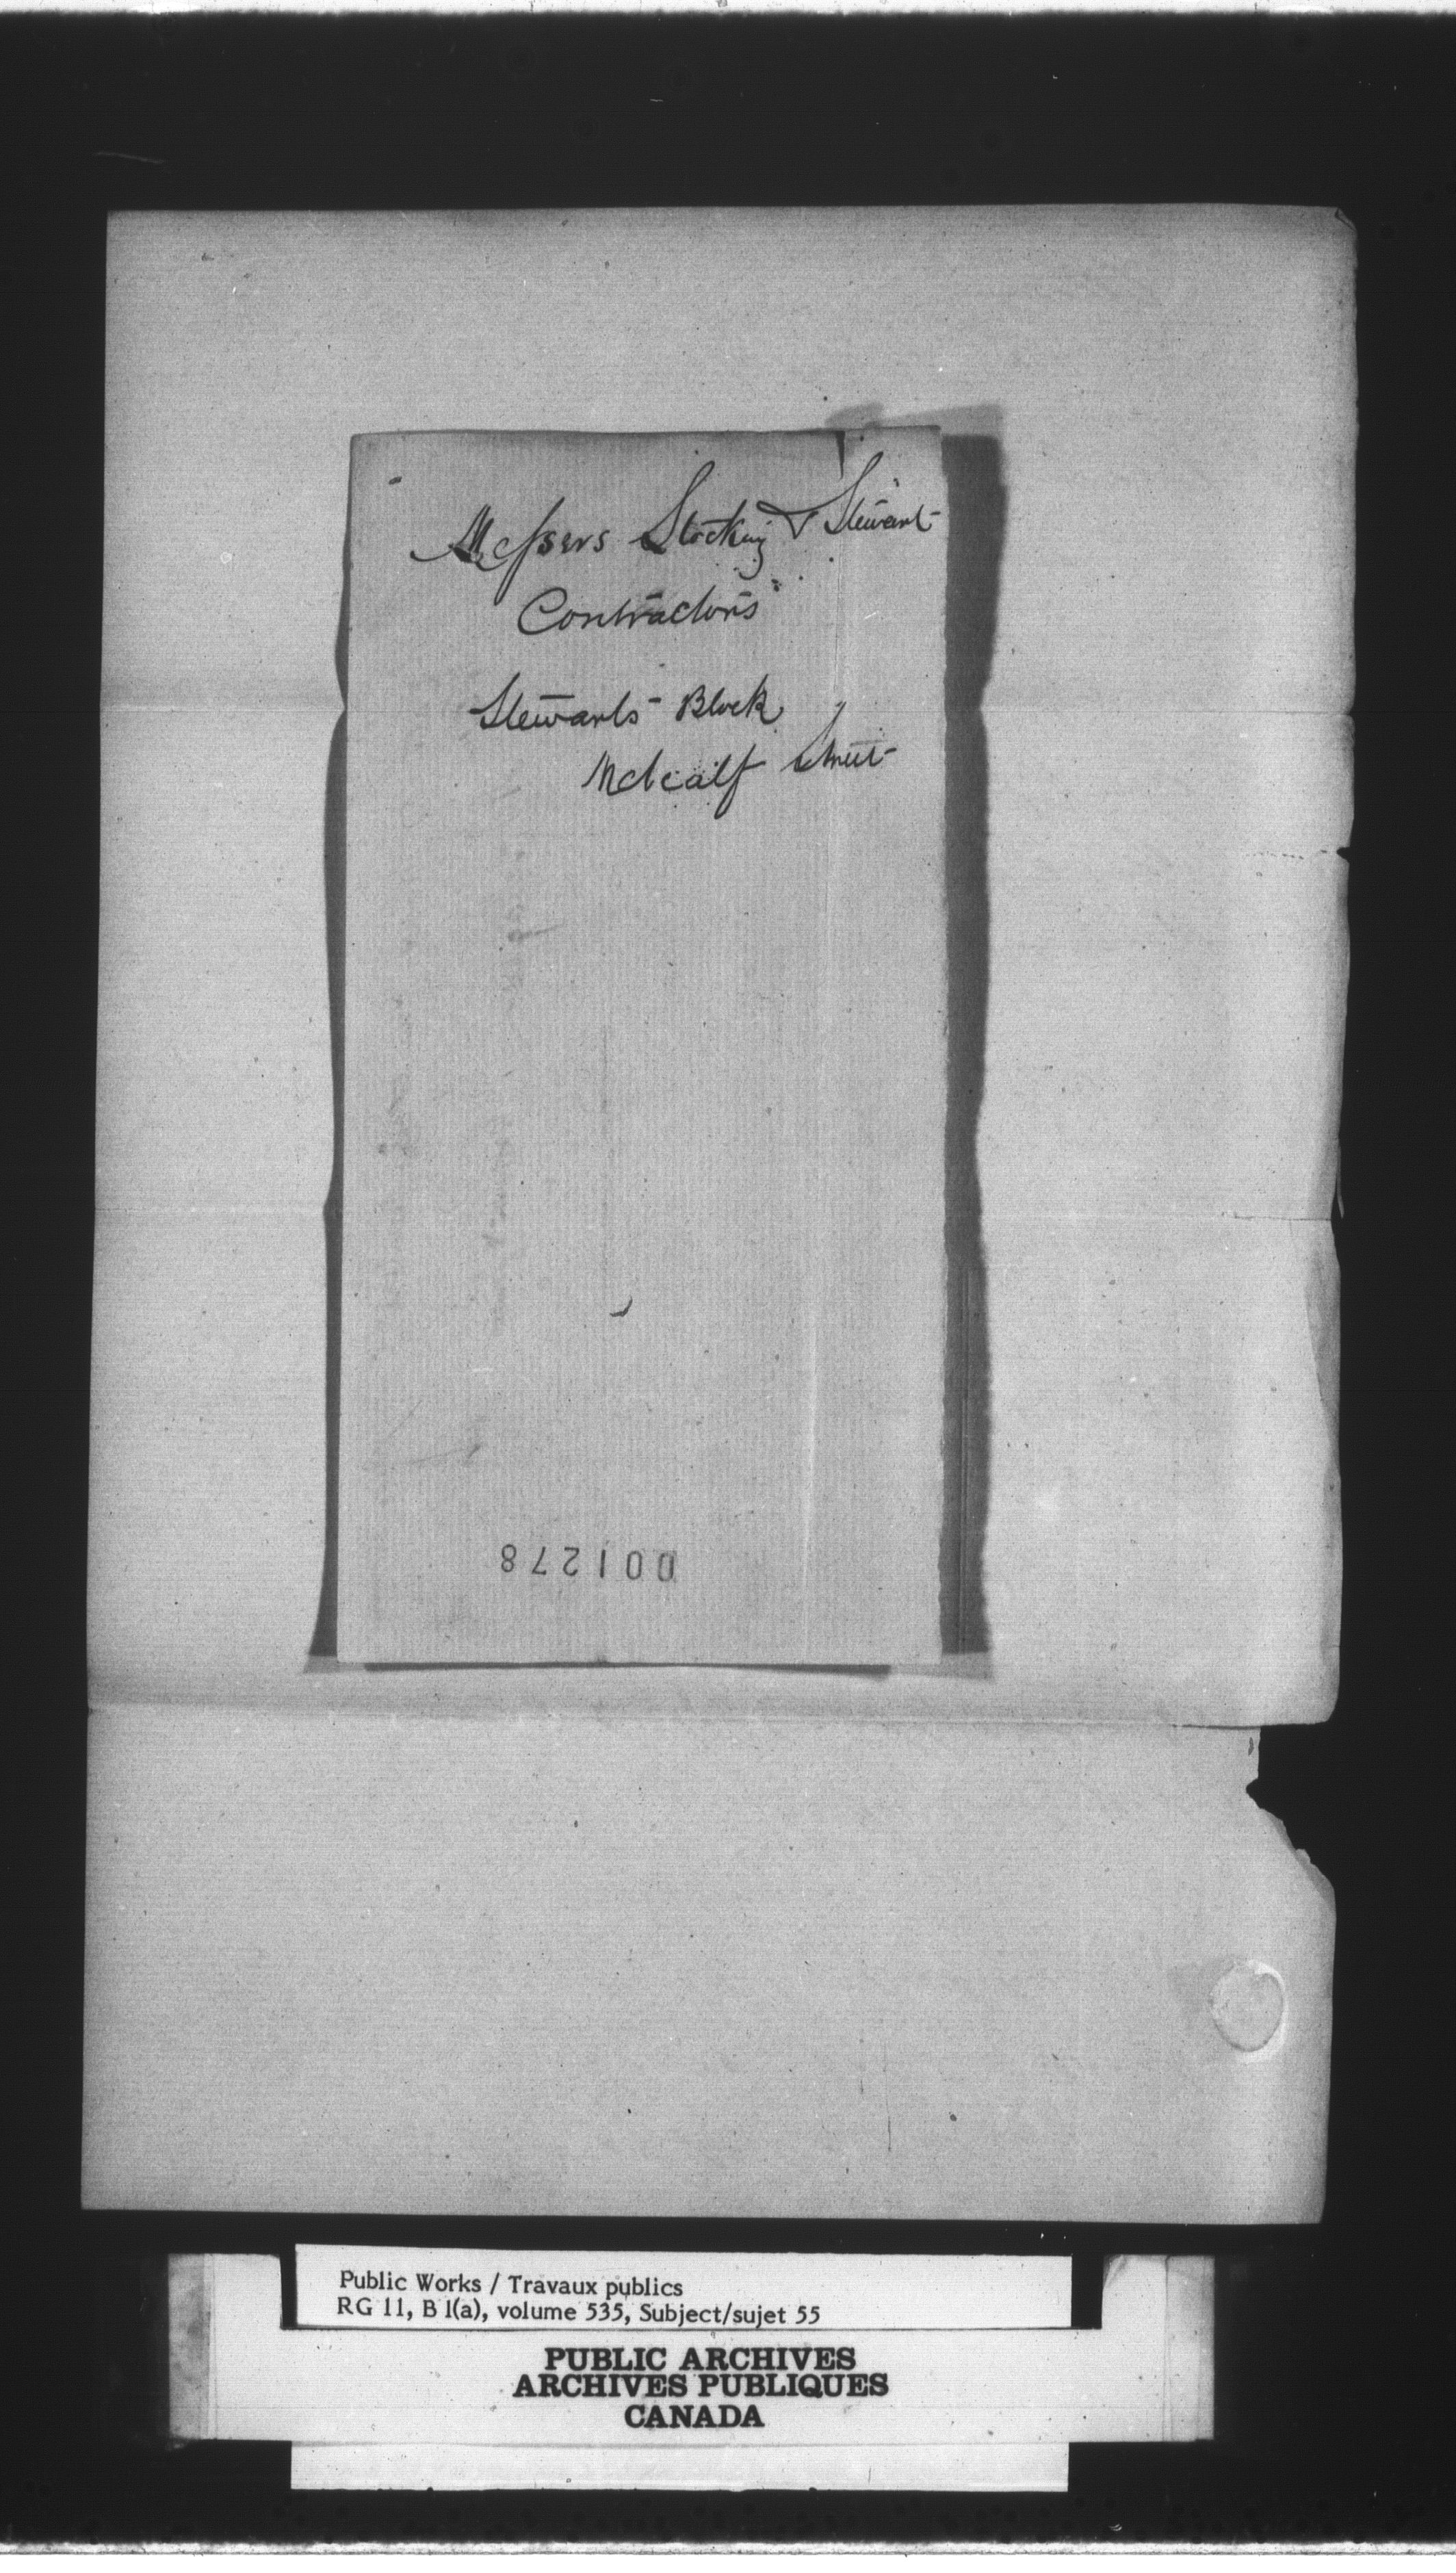 Messers Stocking & Stewart
Contractors
Stewarts Block
Metcalf Street
001278
Public Works / Travaux publics
RG 11, B 1(a), volume 535, Subject/sujet 55
PUBLIC ARCHIVES
ARCHIVES PUBLIQUES
CANADA